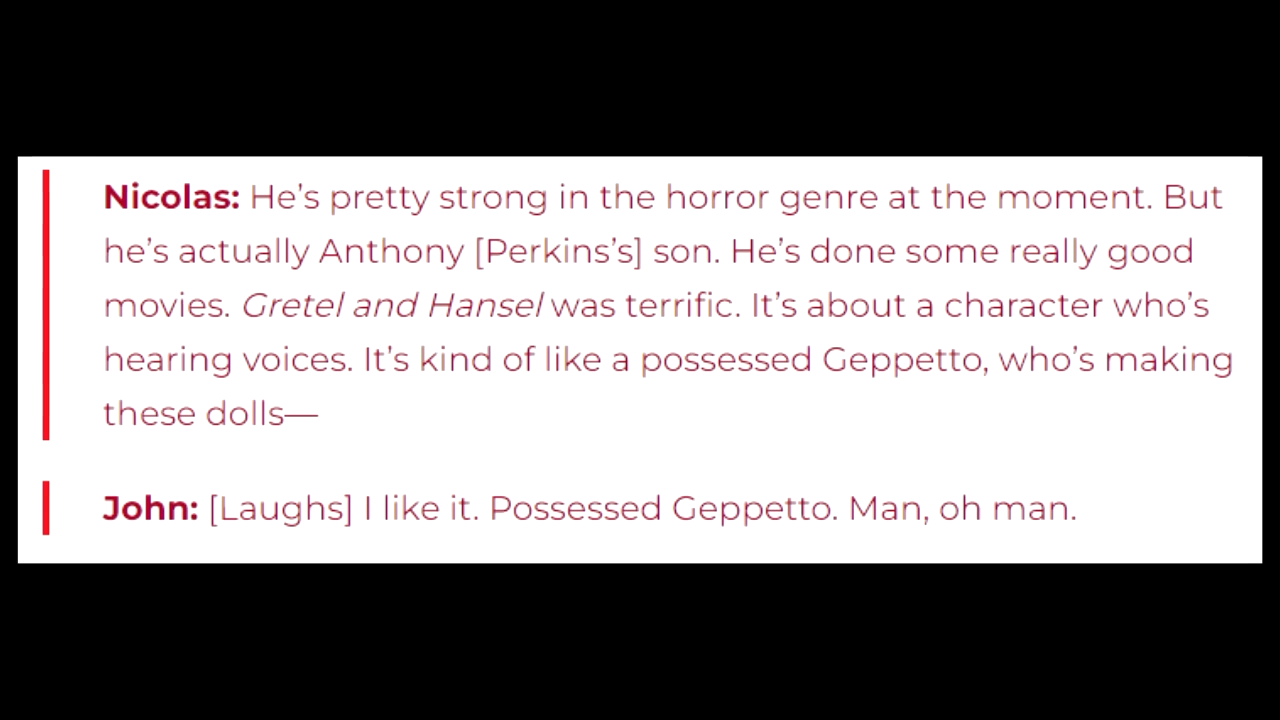 Nicolas: He’s pretty strong in the horror genre at the moment. But
he’s actually Anthony [Perkins’s] son. He’s done some really good
movies. Gretel and Hansel was terrific. It’s about a character who’s
hearing voices. It’s kind of like a possessed Geppetto, who’s making
these dolls—
John: [Laughs] I like it. Possessed Geppetto. Man, oh man.